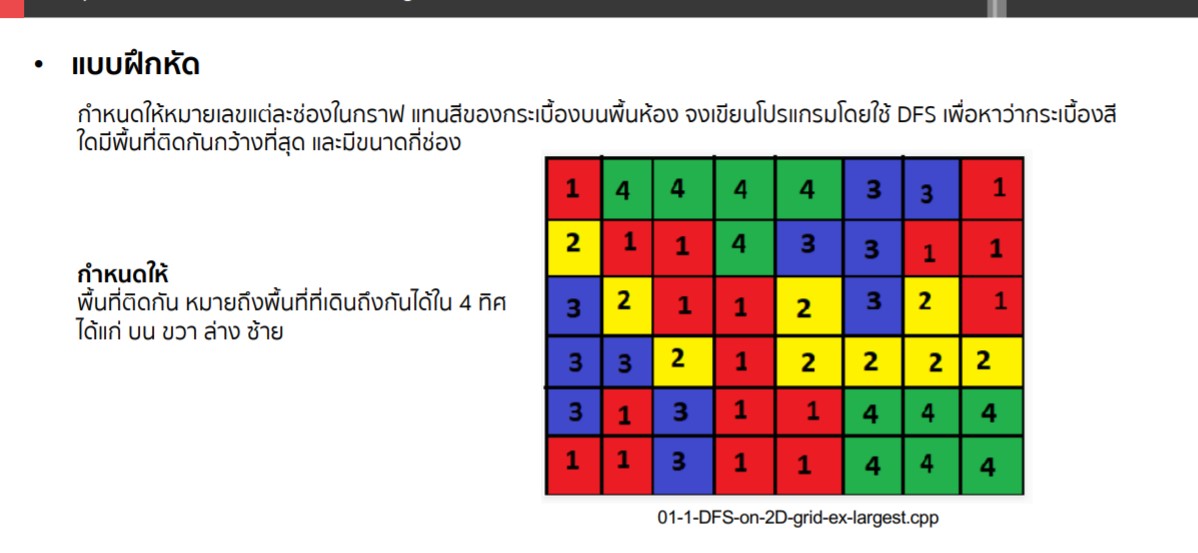 • แบบฝึกหัด
กำหนดให้หมายเลขแต่ละช่องในกราฟ แทนสีของกระเบื้องบนพื้นห้อง จงเขียนโปรแกรมโดยใช้ DFS เพื่อหาว่ากระเบื้องสี
ใดมีพื้นที่ติดกันกว้างที่สุด และมีขนาดกี่ช่อง
กำหนดให้
พื้นที่ติดกัน หมายถึงพื้นที่ที่เดินถึงกันได้ใน 4 ทิศ
ได้แก่ บน ขวา ล่าง ซ้าย
1 4 4 4 4 3 3 1
2 1 1 4 3 3 1 1
3 2 1 1 2 3 2 1
3 3 2 1 2 2 2 2
3 1 3 1 1 4 4 4
1 1 3 1 1 4 4 4
01-1-DFS-on-2D-grid-ex-largest.cpp